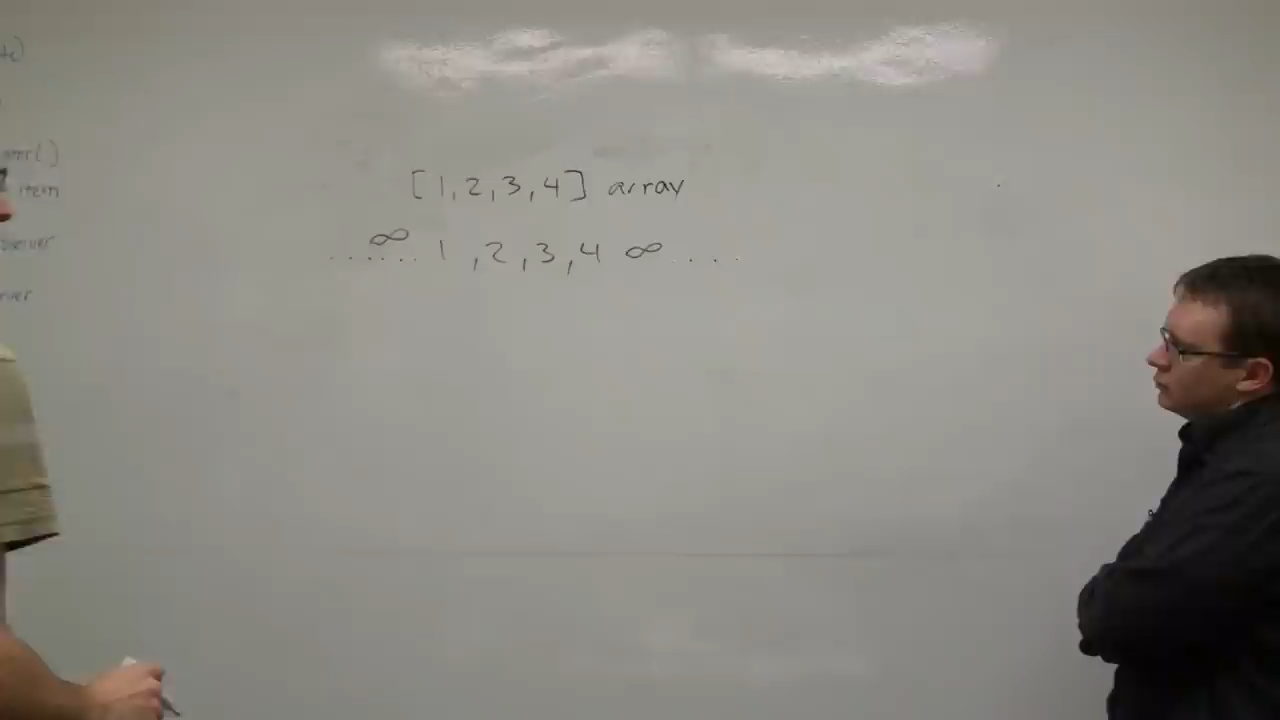 [1,2,3,4] array
...... ∞ 1 ,2,3,4 ∞ ....
item